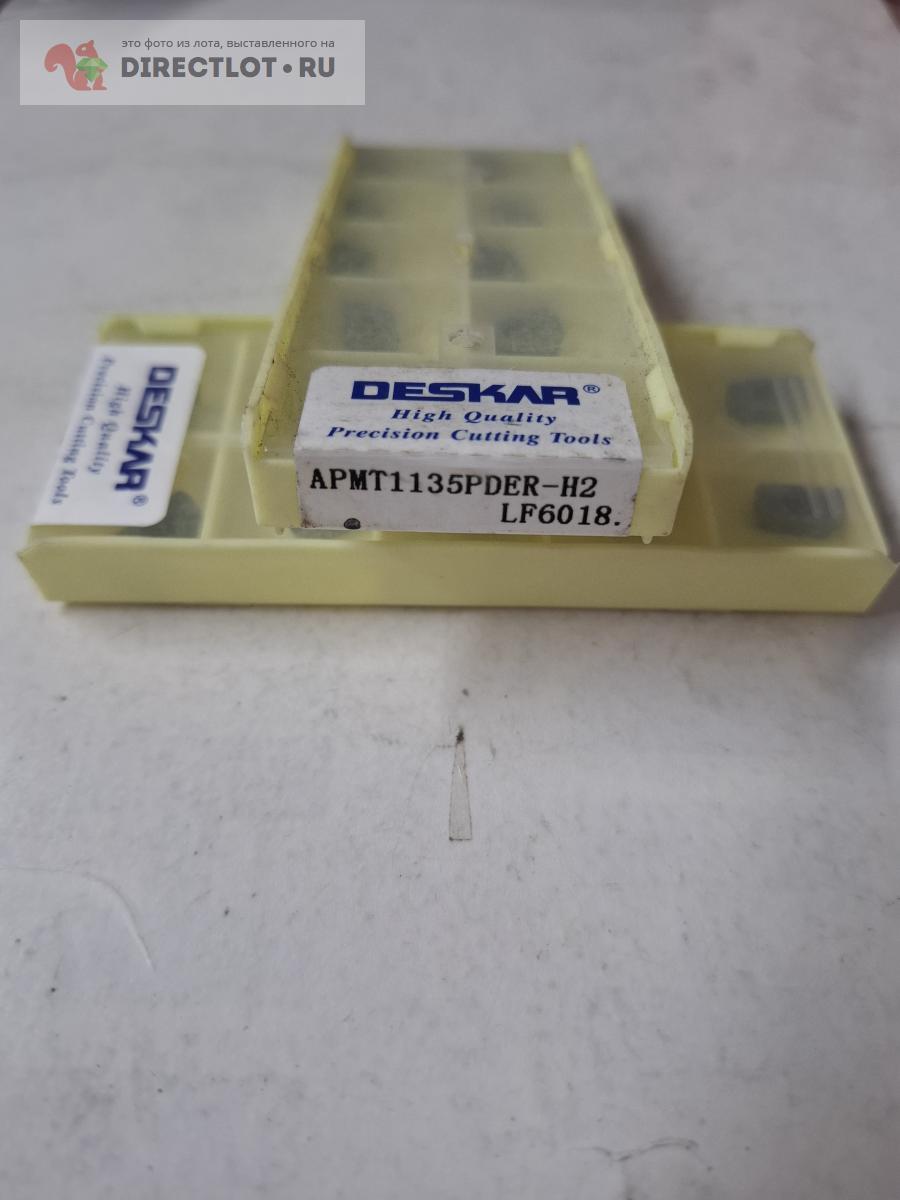 это фото из лота, выставленного на
DIRECTLOT.RU
DESKAR®
High Quality
Precision Cutting Tools
APMT1135PDER-H2
LF6018.
DESKAR®
High Quality
Precision Cutting Tools